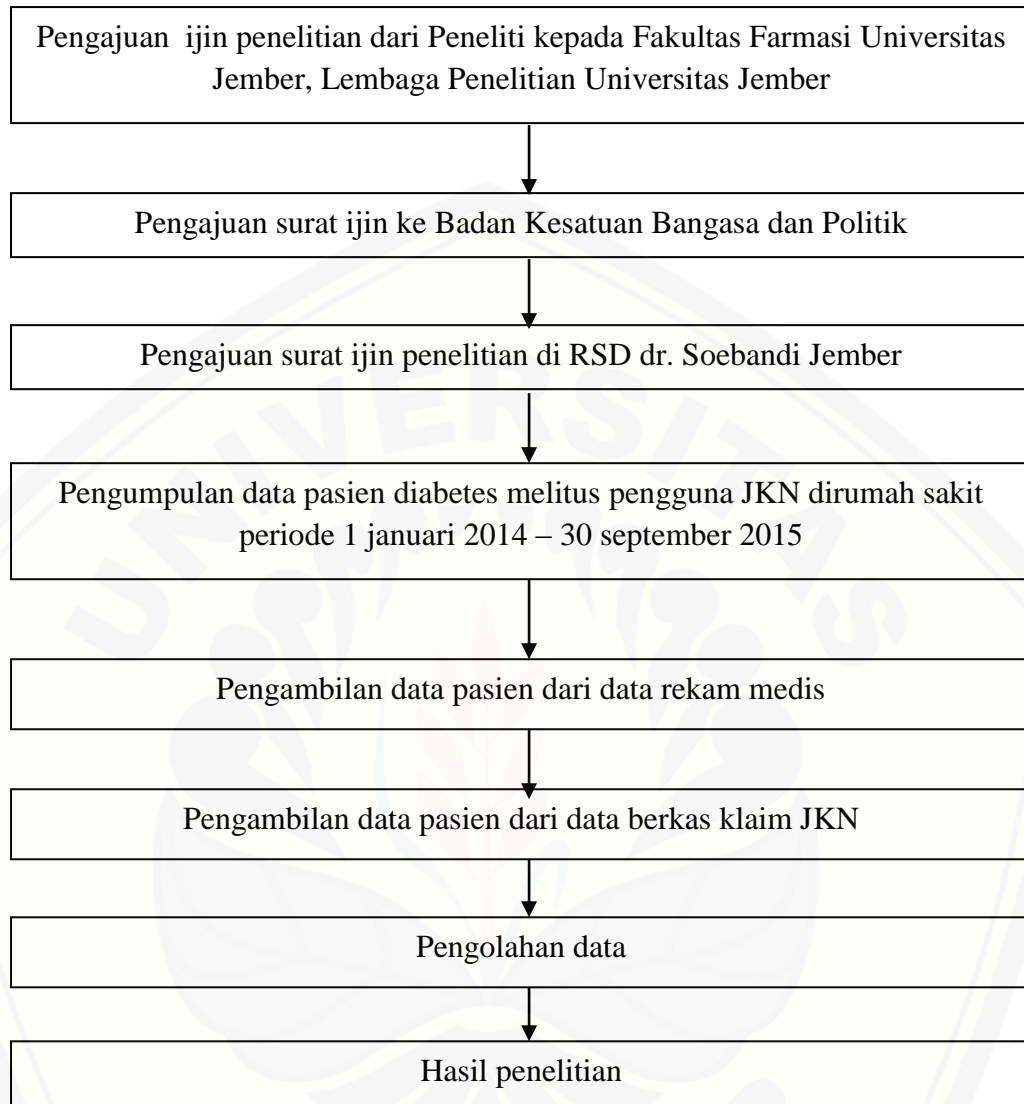 Pengajuan ijin penelitian dari Peneliti kepada Fakultas Farmasi Universitas
Jember, Lembaga Penelitian Universitas Jember
Pengajuan surat ijin ke Badan Kesatuan Bangasa dan Politik
Pengajuan surat ijin penelitian di RSD dr. Soebandi Jember
Pengumpulan data pasien diabetes melitus pengguna JKN dirumah sakit
periode 1 januari 2014 – 30 september 2015
Pengambilan data pasien dari data rekam medis
Pengambilan data pasien dari data berkas klaim JKN
Pengolahan data
Hasil penelitian
UNIVERSITAS